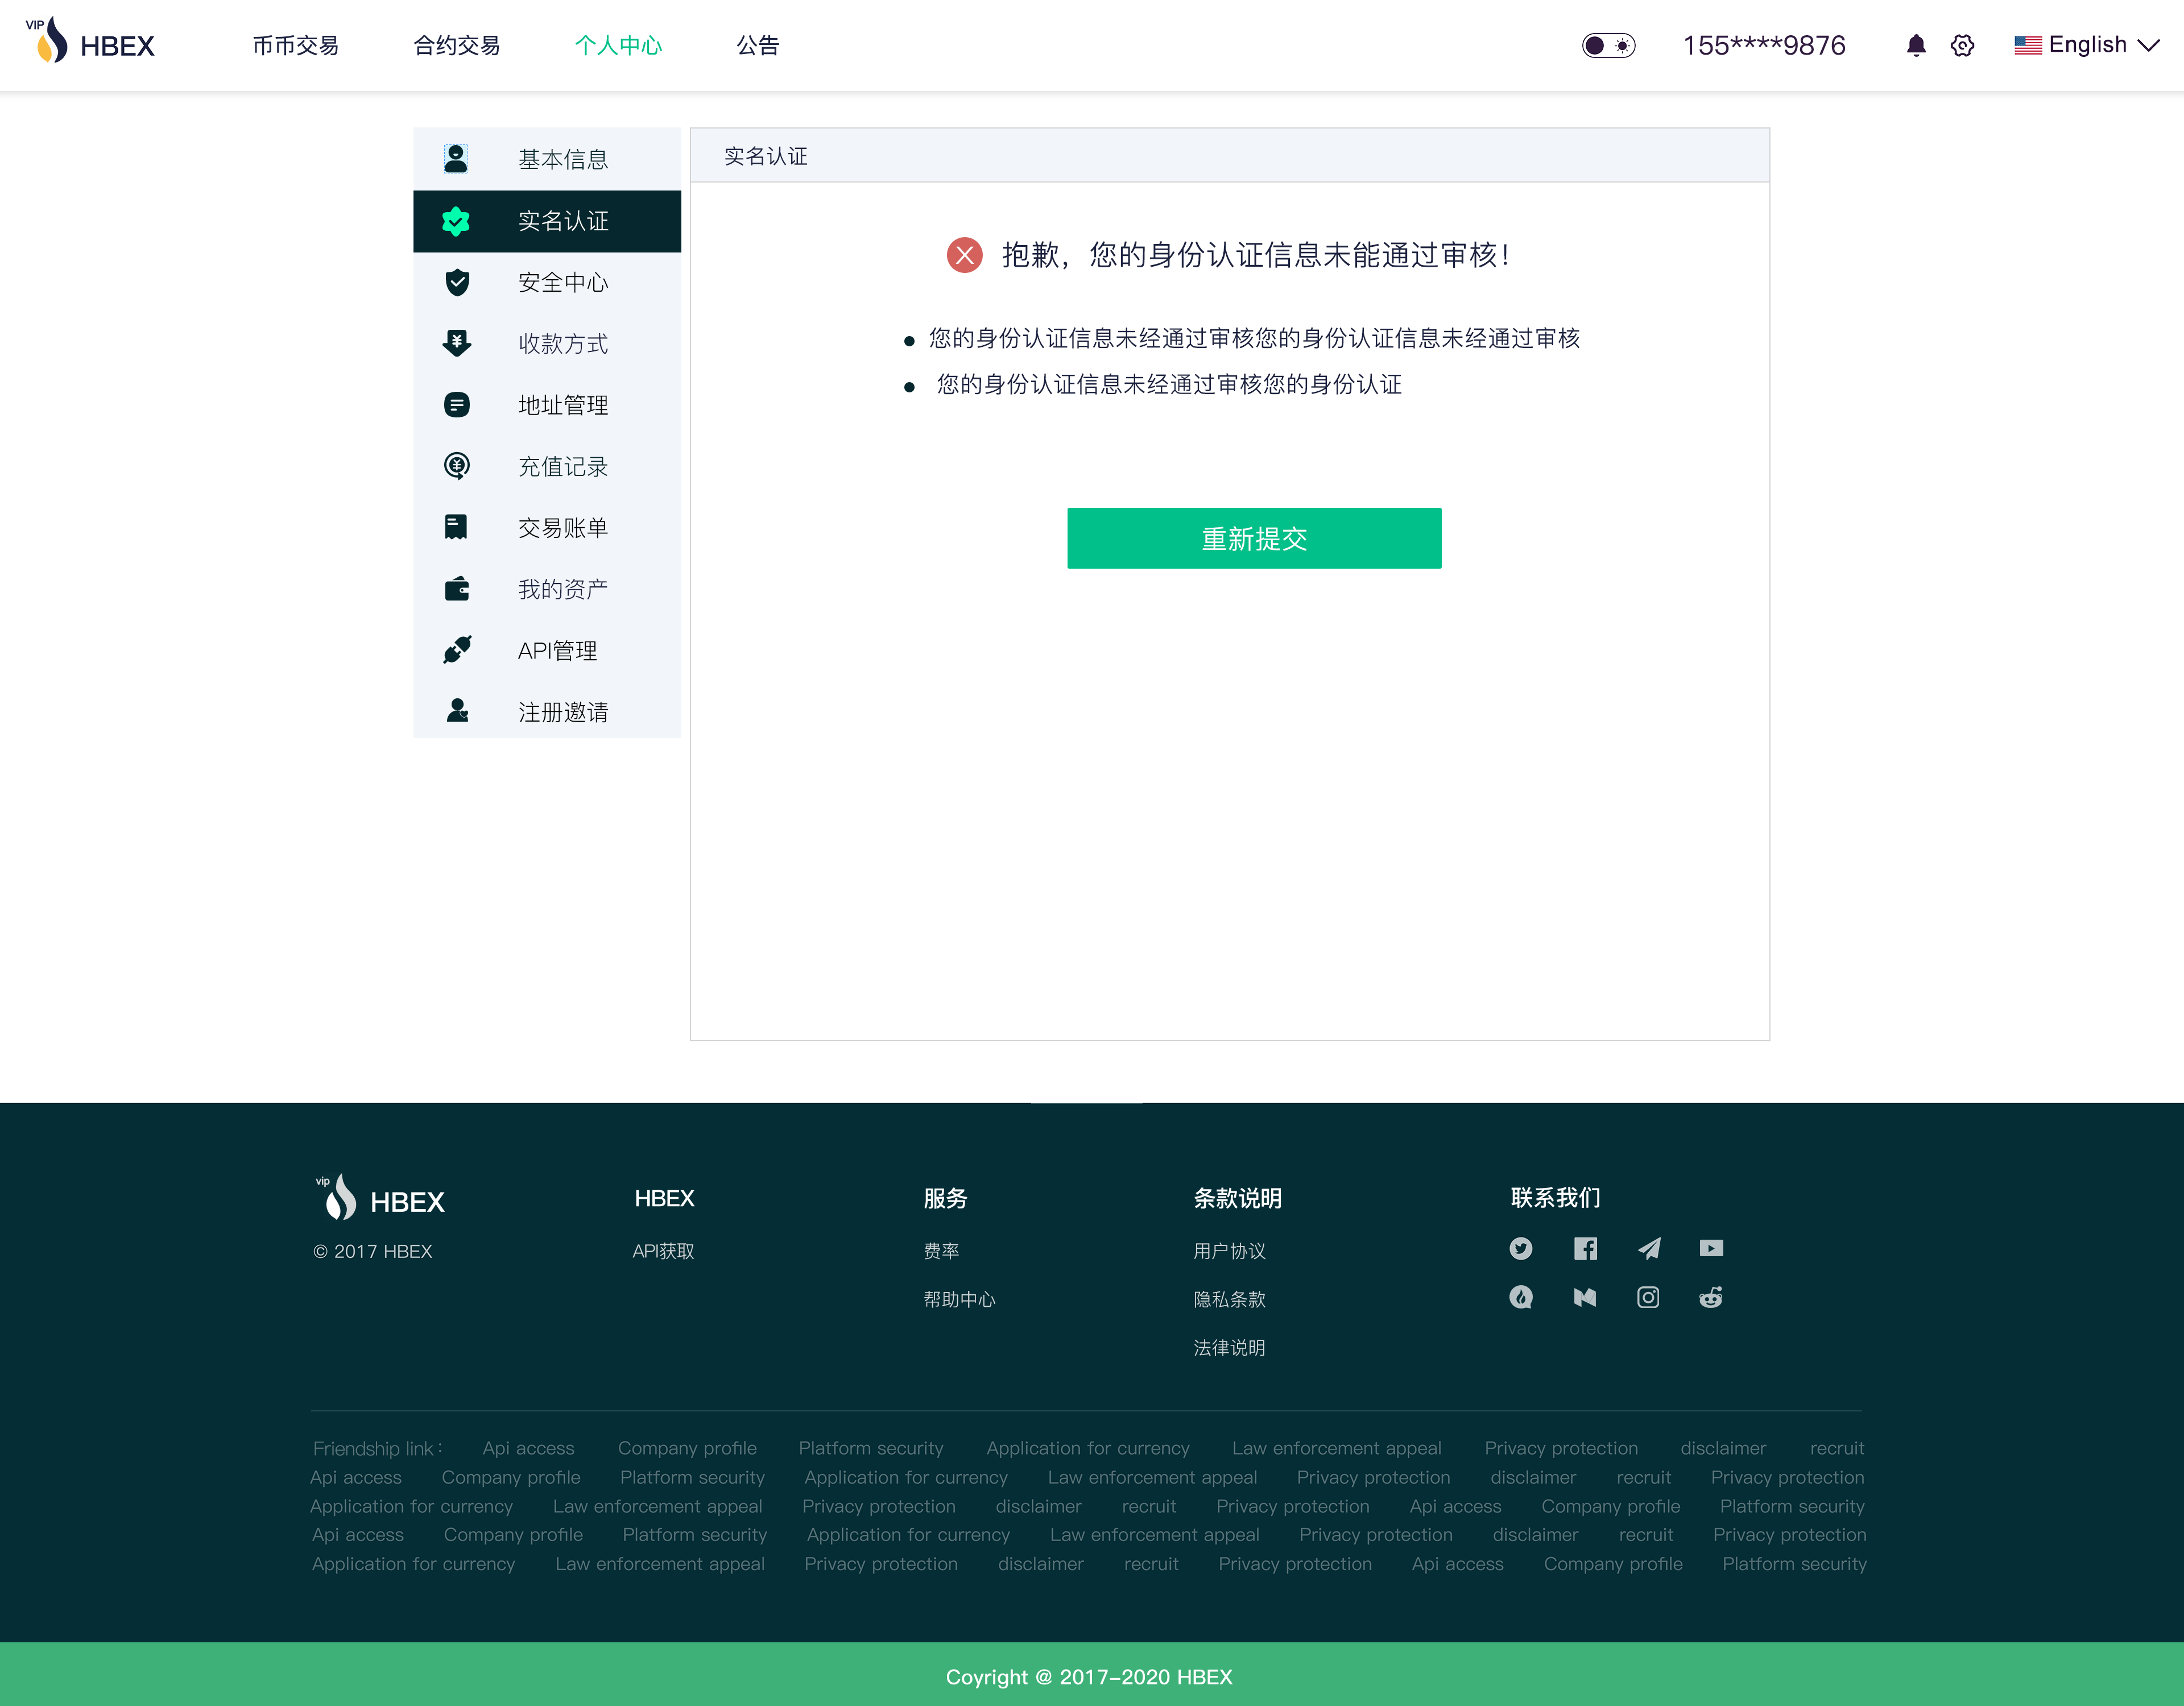 VIP HBEX 币币交易 合约交易 个人中心 公告 155****9876 English
基本信息
实名认证
安全中心
收款方式
地址管理
充值记录
交易账单
我的资产
API管理
注册邀请
实名认证
抱歉，您的身份认证信息未能通过审核！
您的身份认证信息未经通过审核您的身份认证信息未经通过审核
您的身份认证信息未经通过审核您的身份认证
重新提交
vip HBEX
© 2017 HBEX
HBEX
API获取
服务
费率
帮助中心
条款说明
用户协议
隐私条款
法律说明
联系我们
Friendship link： Api access Company profile Platform security Application for currency Law enforcement appeal Privacy protection disclaimer recruit
Api access Company profile Platform security Application for currency Law enforcement appeal Privacy protection disclaimer recruit Privacy protection
Application for currency Law enforcement appeal Privacy protection disclaimer recruit Privacy protection Api access Company profile Platform security
Api access Company profile Platform security Application for currency Law enforcement appeal Privacy protection disclaimer recruit Privacy protection
Application for currency Law enforcement appeal Privacy protection disclaimer recruit Privacy protection Api access Company profile Platform security
Coyright @ 2017-2020 HBEX